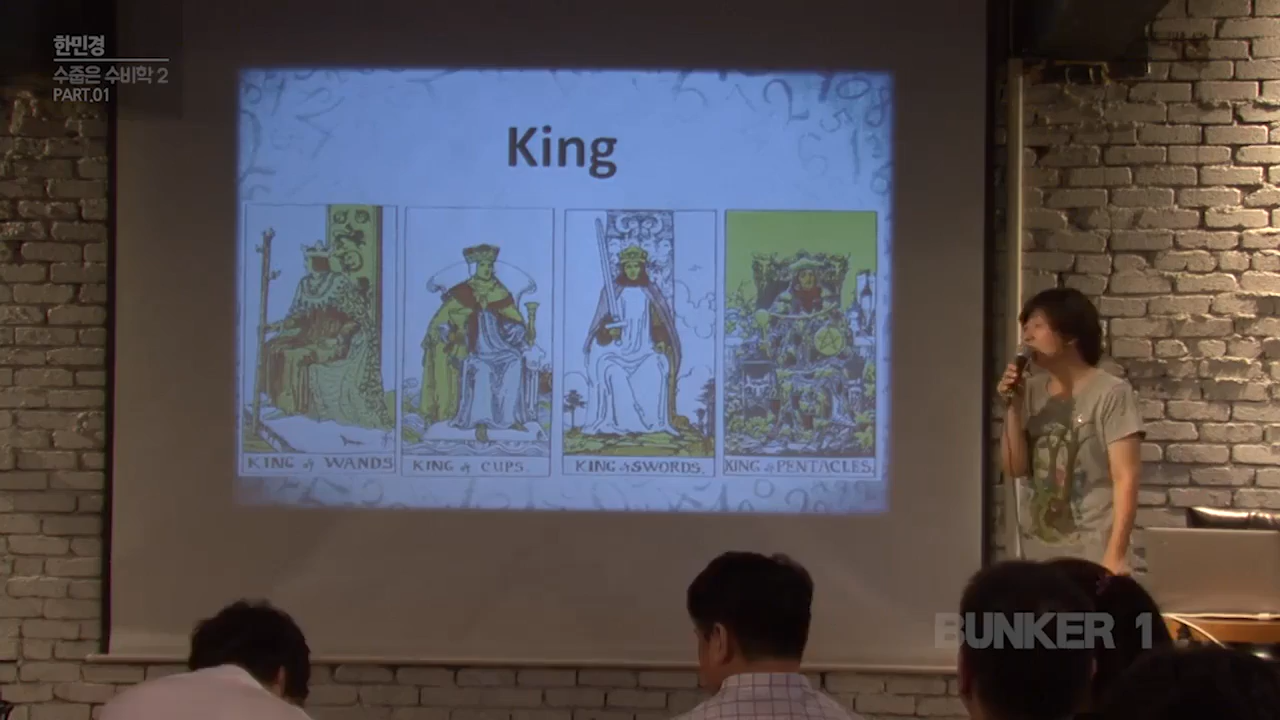 한민경
수줍은 수비학 2
PART.01
King
KING of WANDS
KING of CUPS.
KING of SWORDS.
KING of PENTACLES.
BUNKER 1